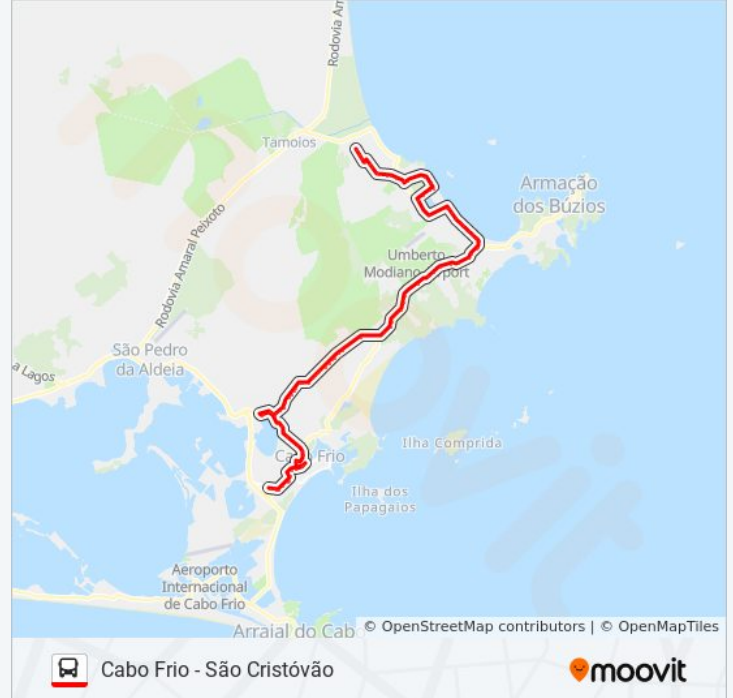 Rodovia Am
Tamoios
Armação
dos Búzios
Rodovia Amaral Peixoto
Umberto
Modiano Airport
São Pedro
da Aldeia
a Lagos
Ilha Comprida
Cabo Frio
Ilha dos
Papagaios
Aeroporto
Internacional
de Cabo Frio
Arraial do Cabo
© OpenStreetMap contributors | © OpenMapTiles
Cabo Frio - São Cristóvão
moovit